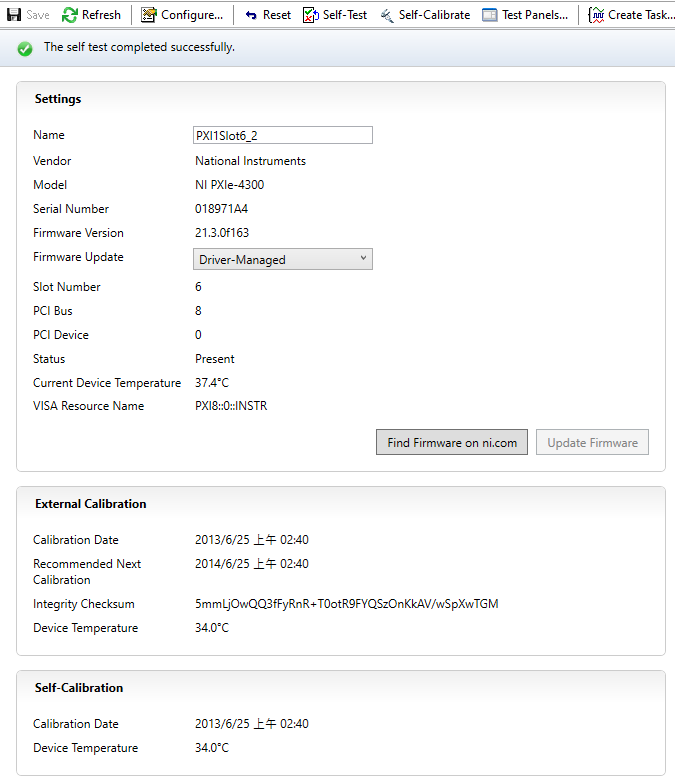 Save Refresh Configure... Reset Self-Test Self-Calibrate Test Panels... Create Task...
The self test completed successfully.
Settings
Name PXI1Slot6_2
Vendor National Instruments
Model NI PXIe-4300
Serial Number 018971A4
Firmware Version 21.3.0f163
Firmware Update Driver-Managed
Slot Number 6
PCI Bus 8
PCI Device 0
Status Present
Current Device Temperature 37.4°C
VISA Resource Name PXI8::0::INSTR
Find Firmware on ni.com Update Firmware
External Calibration
Calibration Date 2013/6/25 上午 02:40
Recommended Next 2014/6/25 上午 02:40
Calibration
Integrity Checksum 5mmLjOwQQ3fFyRnR+T0otR9FYQSzOnKkAV/wSpXwTGM
Device Temperature 34.0°C
Self-Calibration
Calibration Date 2013/6/25 上午 02:40
Device Temperature 34.0°C